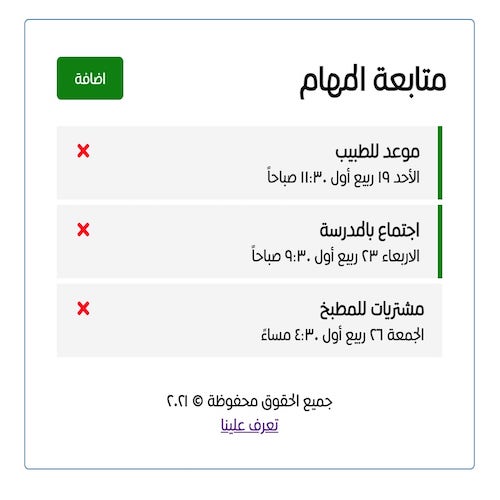 متابعة المهام
اضافة
موعد للطبيب
الأحد ١٩ ربيع أول ١١:٣٠ صباحاً
اجتماع بالمدرسة
الاربعاء ٢٣ ربيع أول ٩:٣٠ صباحاً
مشتريات للمطبخ
الجمعة ٢٦ ربيع أول ٤:٣٠ مساءً
جميع الحقوق محفوظة © ٢٠٢١
تعرف علينا